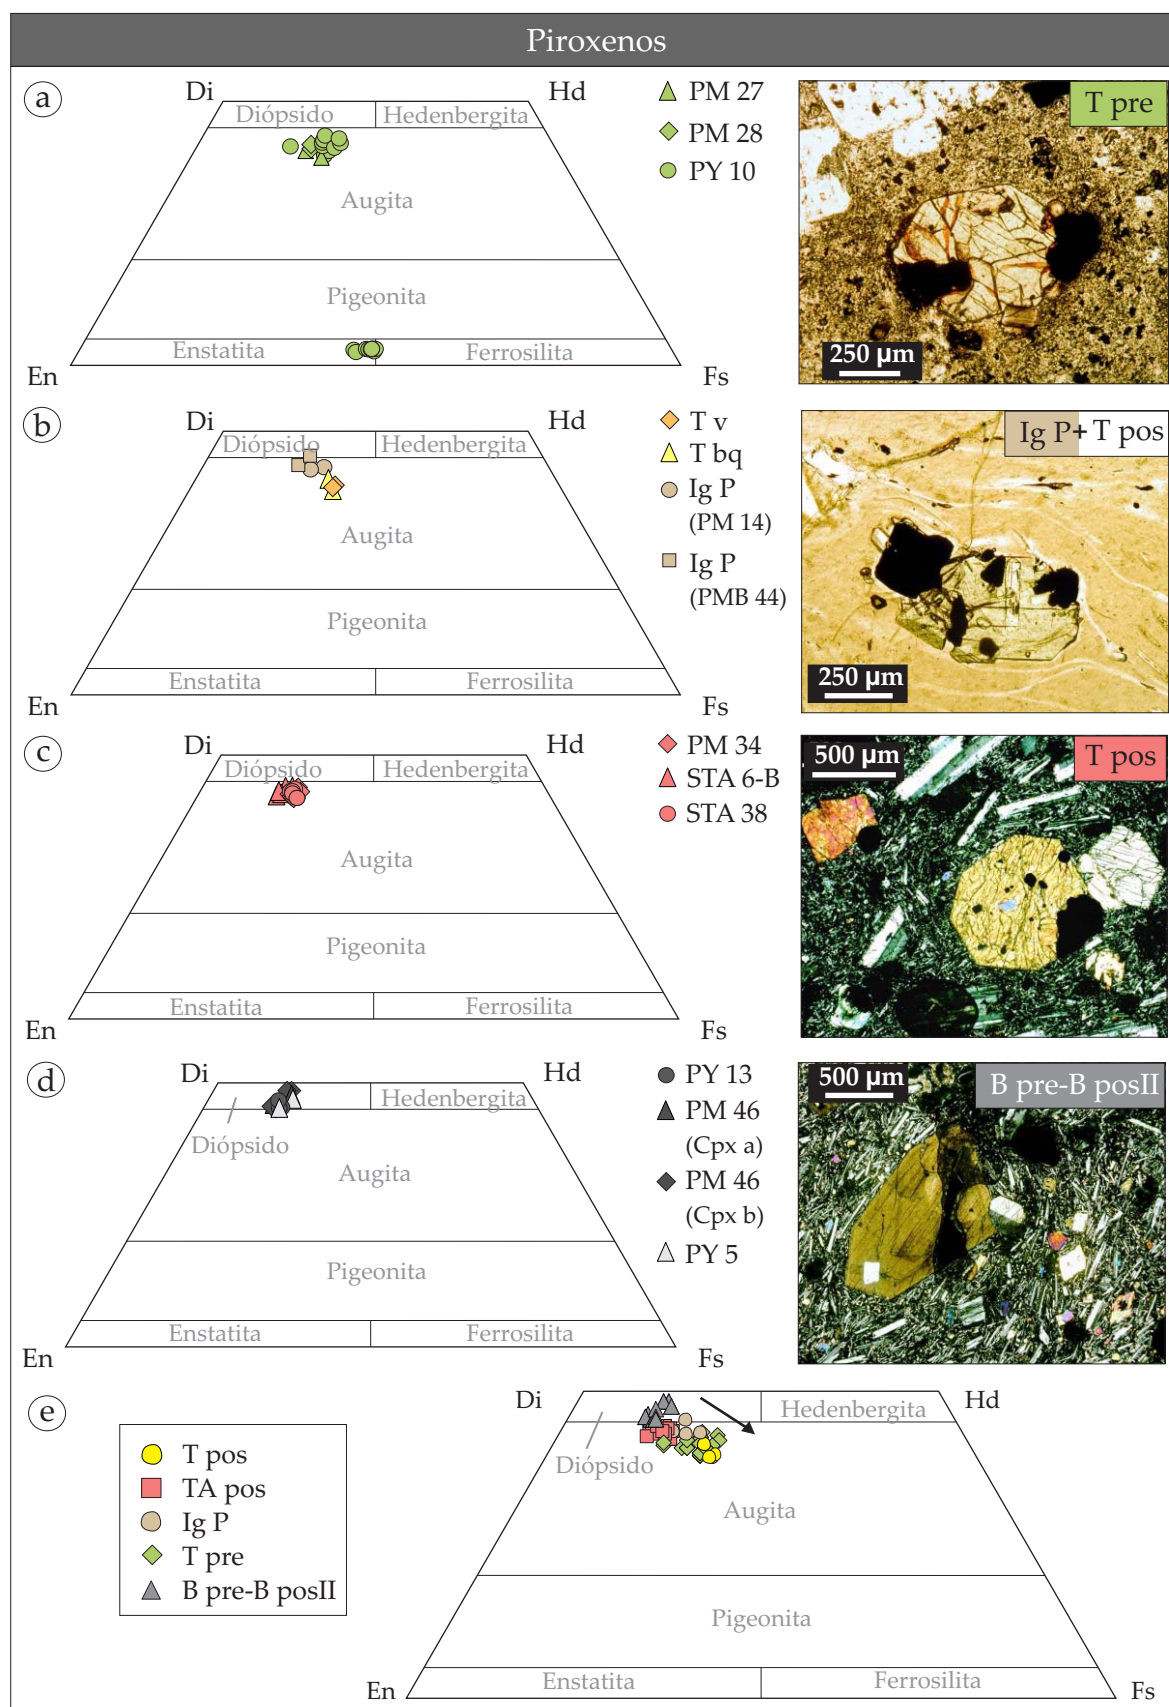 Piroxenos
a
Di
Hd
Diópsido
Hedenbergita
Augita
Pigeonita
Enstatita
Ferrosilita
En
Fs
PM 27
PM 28
PY 10
T pre
250 µm
b
Di
Hd
Diópsido
Hedenbergita
Augita
Pigeonita
Enstatita
Ferrosilita
En
Fs
T v
T bq
Ig P
(PM 14)
Ig P
(PMB 44)
Ig P+ T pos
250 µm
c
Di
Hd
Diópsido
Hedenbergita
Augita
Pigeonita
Enstatita
Ferrosilita
En
Fs
PM 34
STA 6-B
STA 38
500 µm
T pos
d
Di
Hd
Hedenbergita
Diópsido
Augita
Pigeonita
Enstatita
Ferrosilita
En
Fs
PY 13
PM 46
(Cpx a)
PM 46
(Cpx b)
PY 5
500 µm
B pre-B posII
e
Di
Hd
Hedenbergita
Diópsido
Augita
Pigeonita
Enstatita
Ferrosilita
En
Fs
T pos
TA pos
Ig P
T pre
B pre-B posII